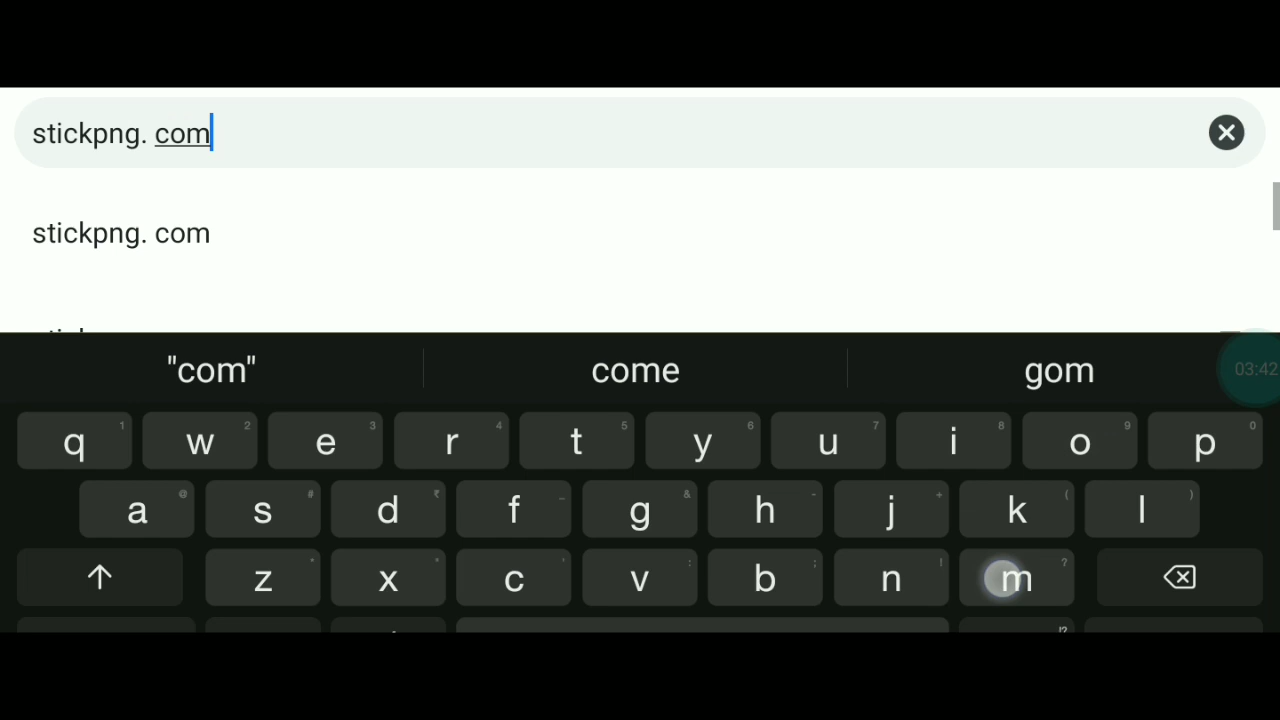 stickpng. com
stickpng. com
"com" come gom
03:42
q 1 w 2 e 3 r 4 t 5 y 6 u 7 i 8 o 9 p 0
a @ s # d ₹ f _ g & h - j + k ( l )
z * x " c ' v : b ; n ! m ?
!?